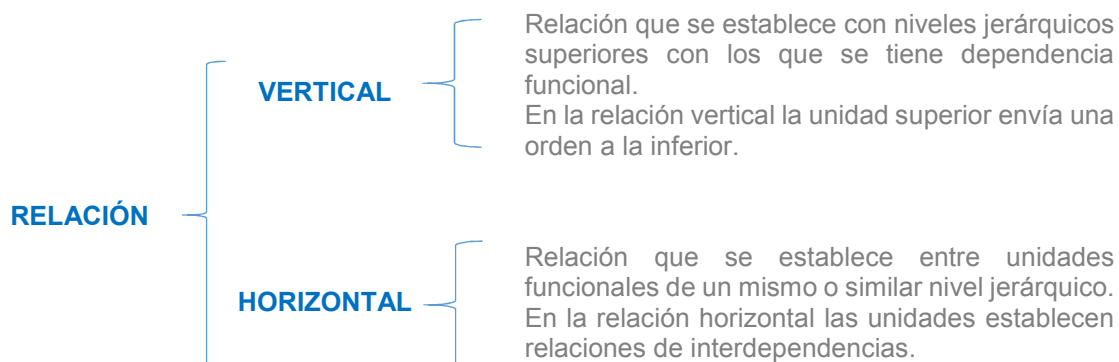 RELACIÓN
VERTICAL
Relación que se establece con niveles jerárquicos
superiores con los que se tiene dependencia
funcional.
En la relación vertical la unidad superior envía una
orden a la inferior.
HORIZONTAL
Relación que se establece entre unidades
funcionales de un mismo o similar nivel jerárquico.
En la relación horizontal las unidades establecen
relaciones de interdependencias.